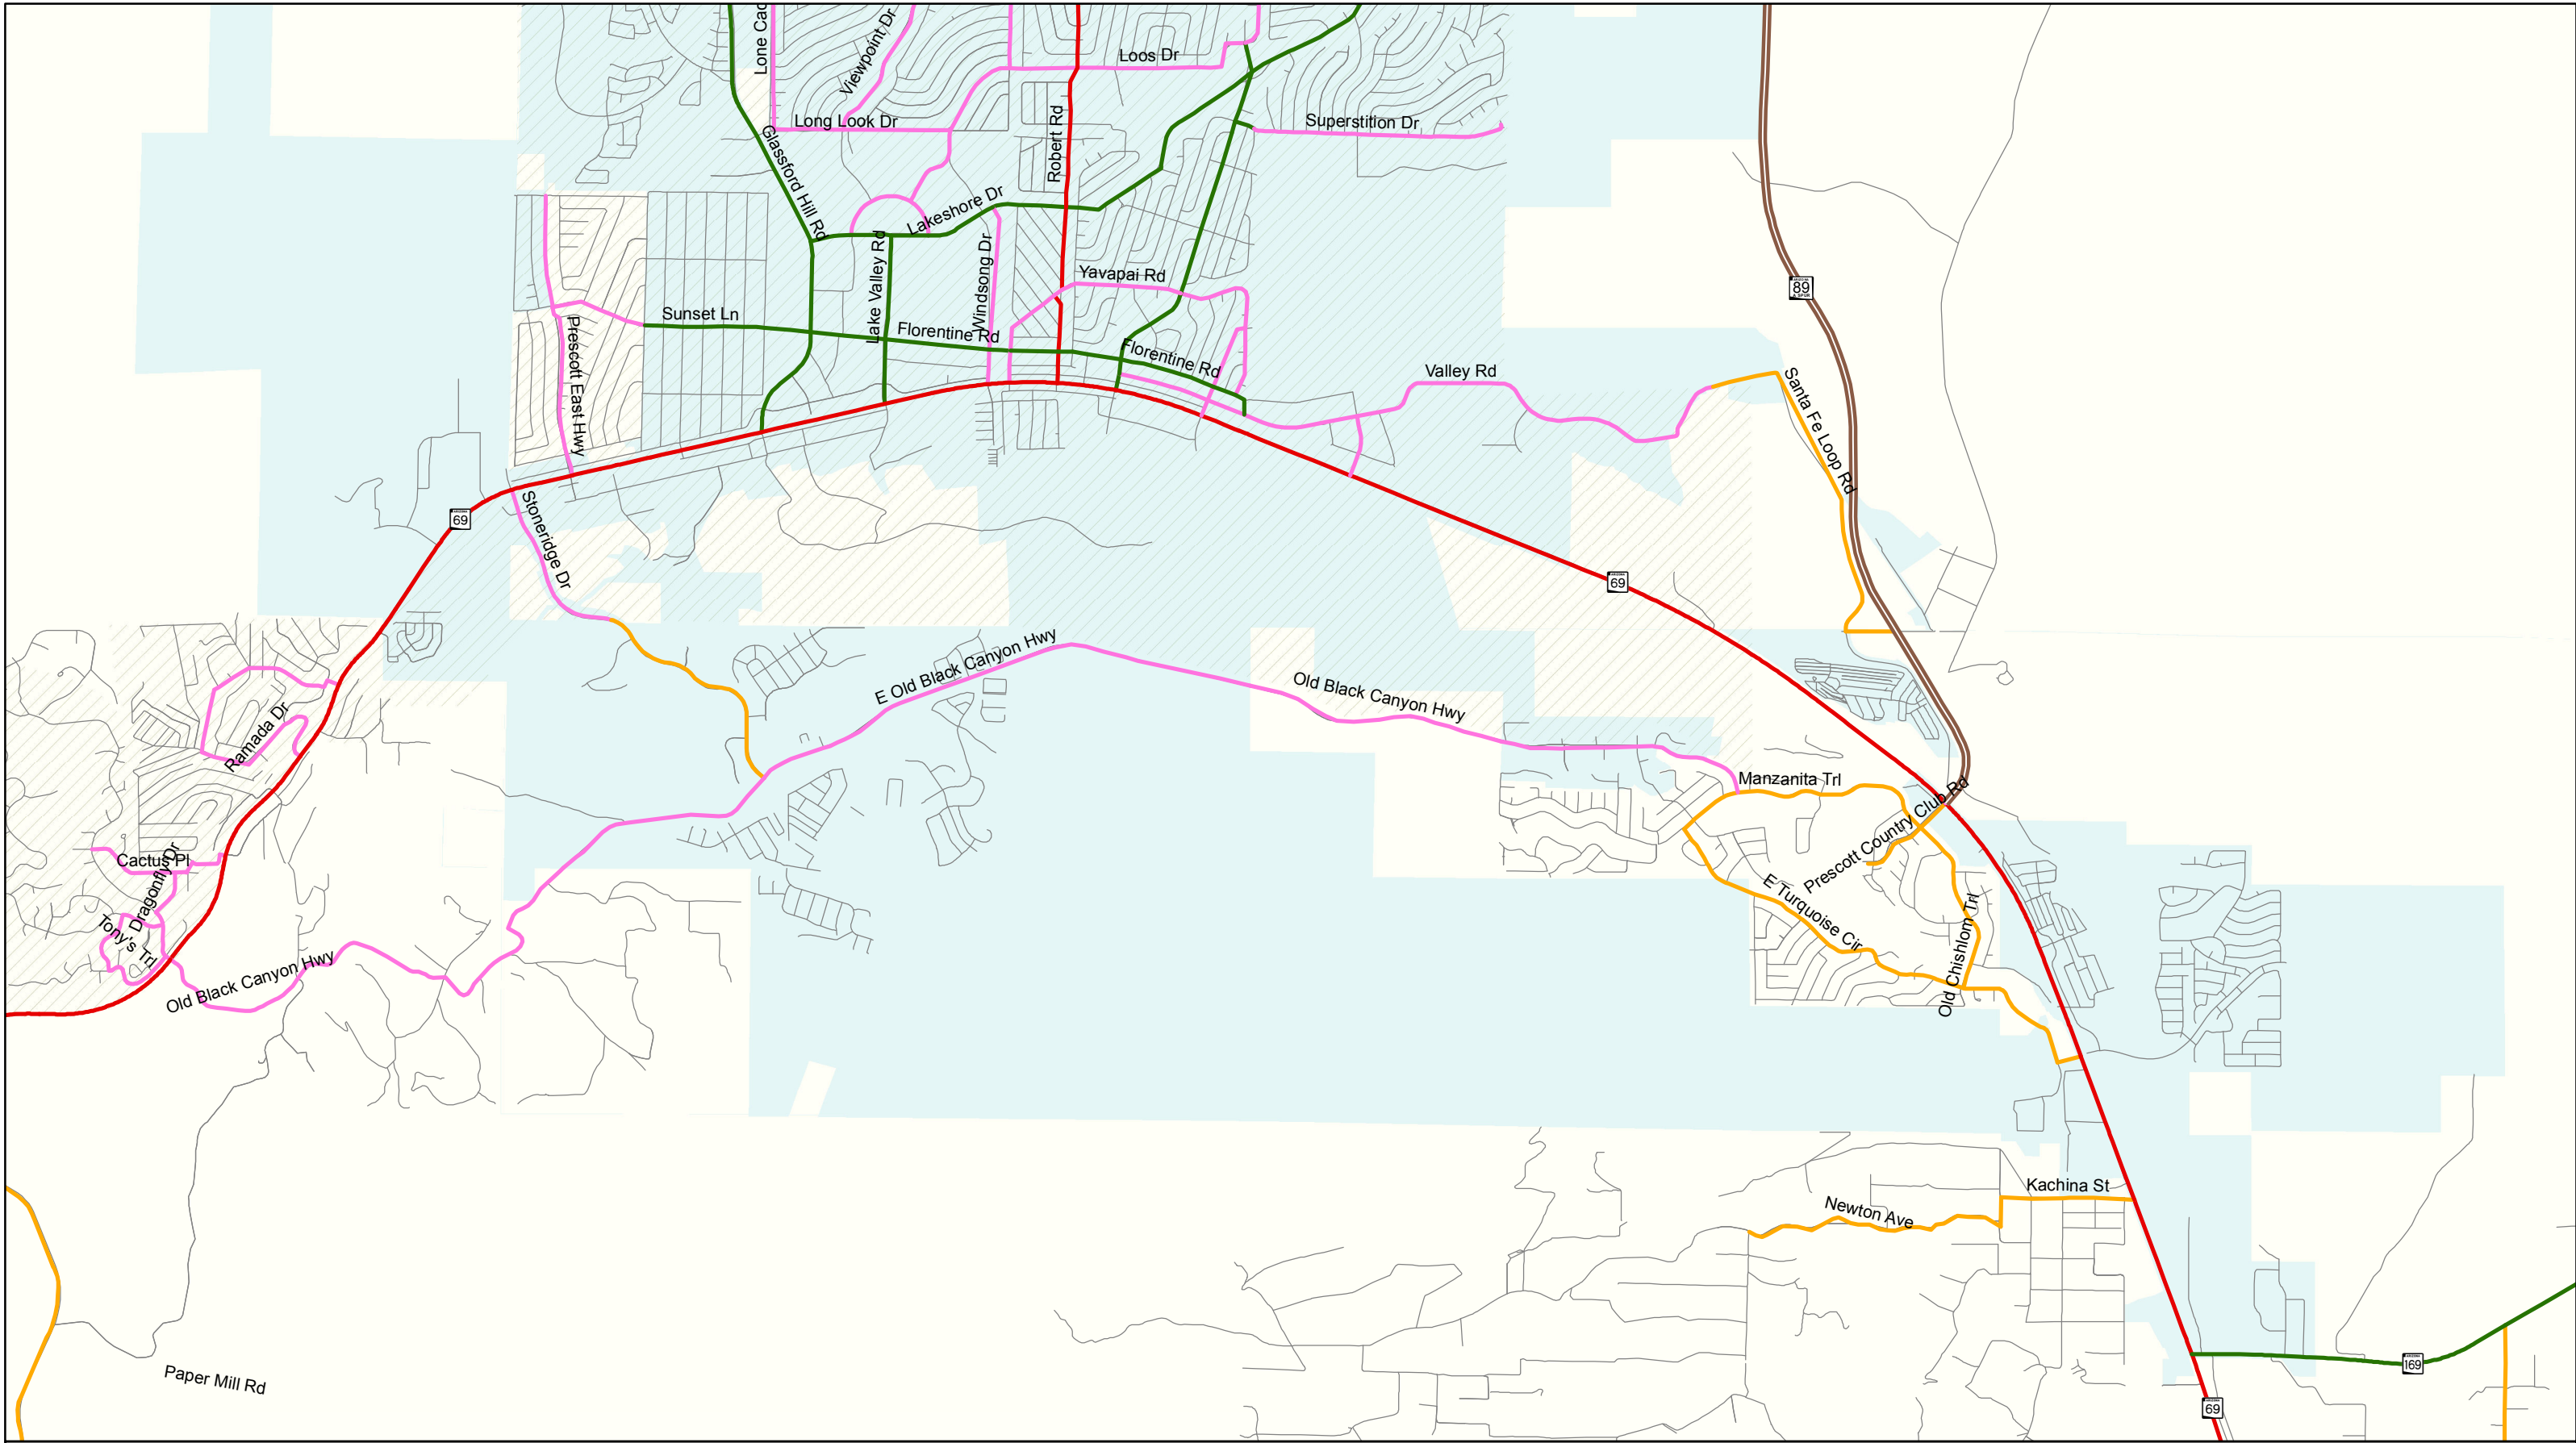 Lone Cac
Viewpoint Dr
Loos Dr
Long Look Dr
Robert Rd
Superstition Dr
Glassford Hill Rd
Lakeshore Dr
Lake Valley Rd
Windsong Dr
Yavapai Rd
89
Sunset Ln
Florentine Rd
Florentine Rd
Prescott East Hwy
Valley Rd
Santa Fe Loop Rd
69
Stoneridge Dr
69
E Old Black Canyon Hwy
Old Black Canyon Hwy
Ramada Dr
Manzanita Trl
Prescott Country Club Rd
Cactus Pl
Dragonfly Dr
E Turquoise Cir
Tony's Trl
Old Chishlom Trl
Old Black Canyon Hwy
Kachina St
Newton Ave
Paper Mill Rd
169
69